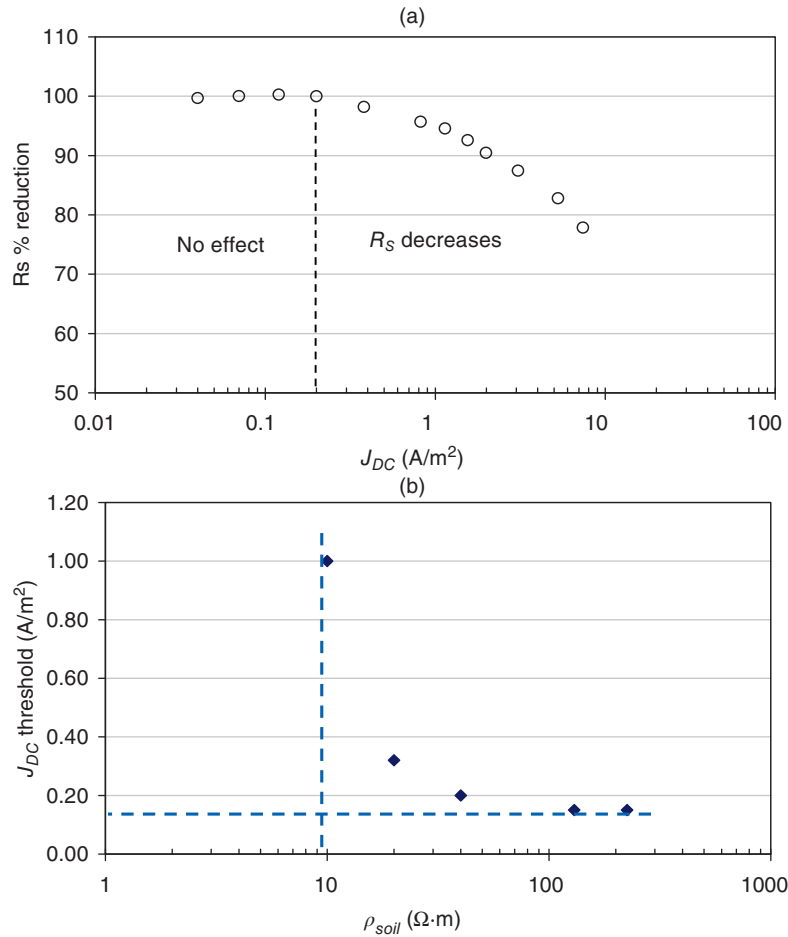 (a)
110
100
90
80
70
60
50
Rs % reduction
No effect
R_S decreases
0.01
0.1
1
10
100
J_DC (A/m²)
(b)
1.20
1.00
0.80
0.60
0.40
0.20
0.00
J_DC threshold (A/m²)
1
10
100
1000
ρ_soil (Ω·m)